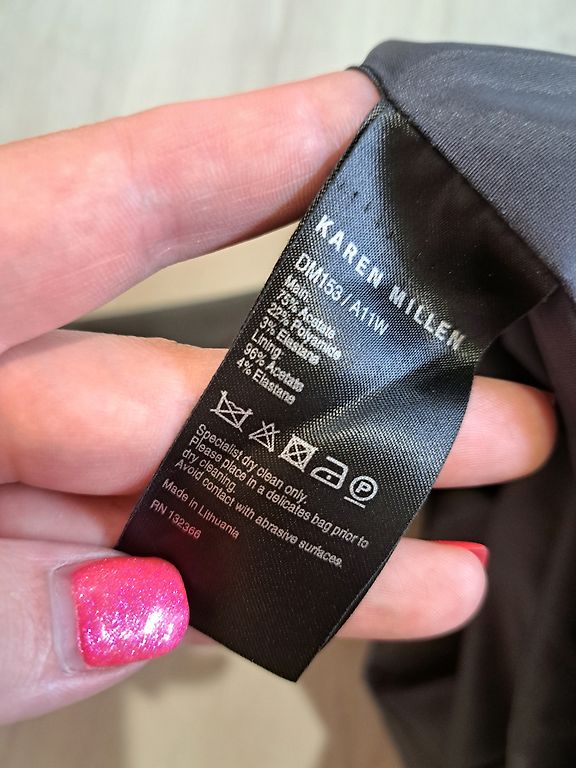 KAREN MILLEN
DM153 / A11W
Main:
75% Acetate
22% Polyamide
3% Elastane
Lining:
96% Acetate
4% Elastane
P
Specialist dry clean only.
Please place in a delicates bag prior to
dry cleaning.
Avoid contact with abrasive surfaces.
Made in Lithuania
RN 132366